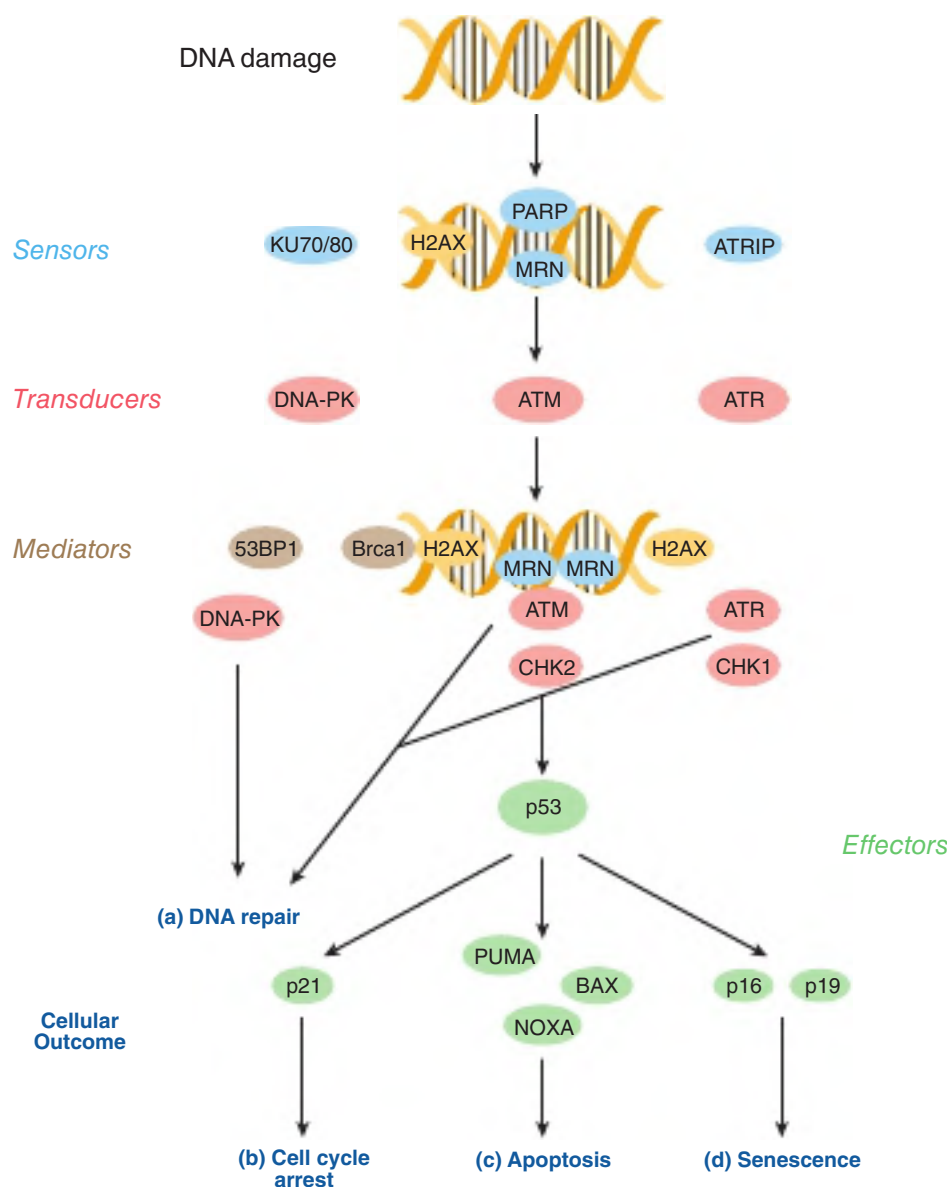 DNA damage
PARP
Sensors
KU70/80
H2AX
ATRIP
MRN
Transducers
DNA-PK
ATM
ATR
Mediators
53BP1
Brca1
H2AX
H2AX
MRN
MRN
DNA-PK
ATM
ATR
CHK2
CHK1
p53
Effectors
(a) DNA repair
PUMA
p21
BAX
p16
p19
NOXA
Cellular
Outcome
(b) Cell cycle
arrest
(c) Apoptosis
(d) Senescence